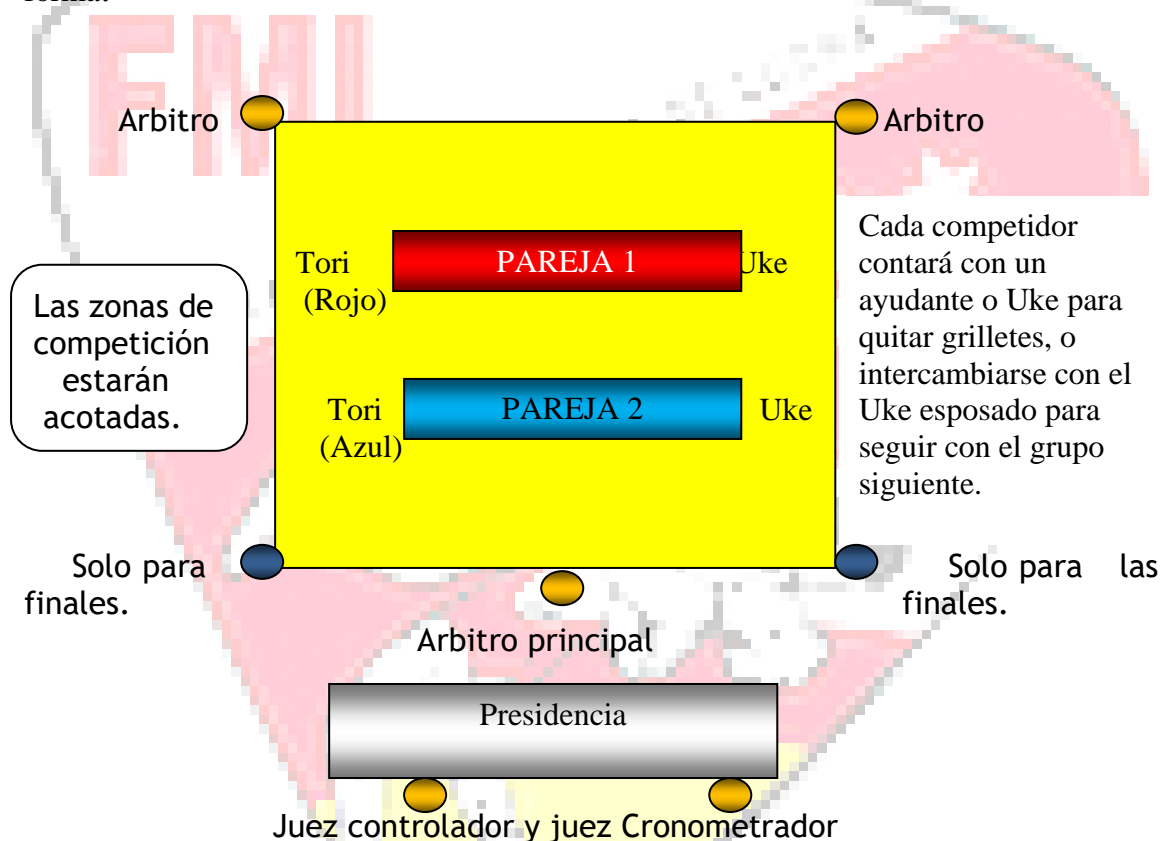 FMI
Arbitro
Arbitro
Tori
(Rojo)
PAREJA 1
Uke
Cada competidor
contará con un
ayudante o Uke para
quitar grilletes, o
intercambiarse con el
Uke esposado para
seguir con el grupo
siguiente.
Las zonas de
competición
estarán
acotadas.
Tori
(Azul)
PAREJA 2
Uke
Solo para
finales.
Solo para las
finales.
Arbitro principal
Presidencia
Juez controlador y juez Cronometrador